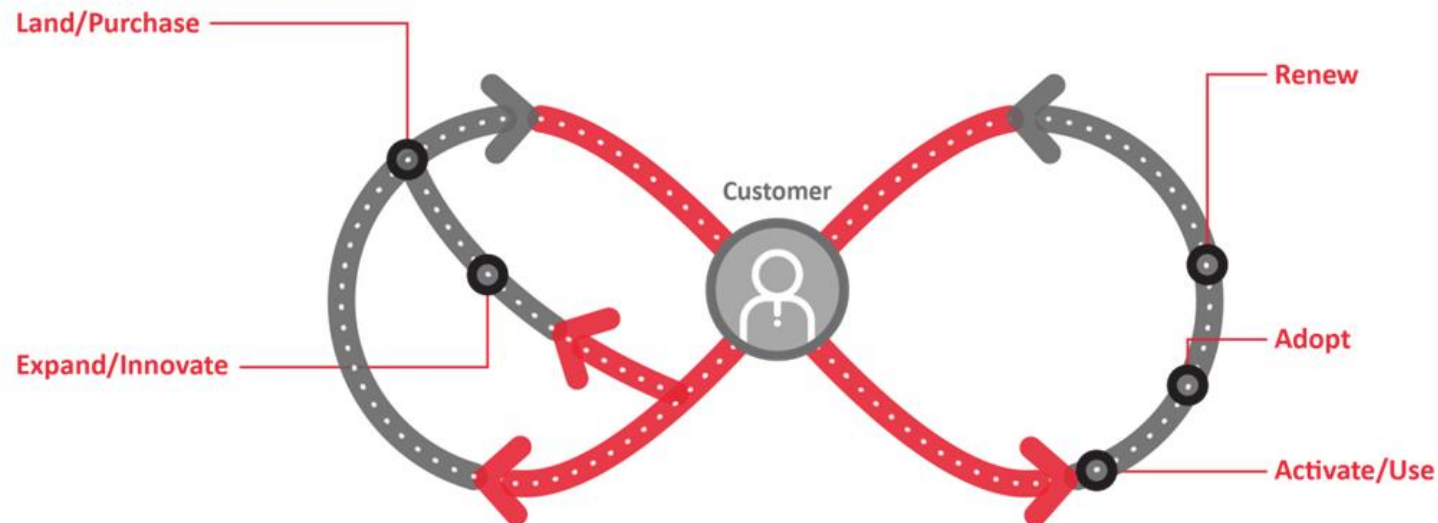 Land/Purchase
Renew
Customer
Adopt
Expand/Innovate
Activate/Use